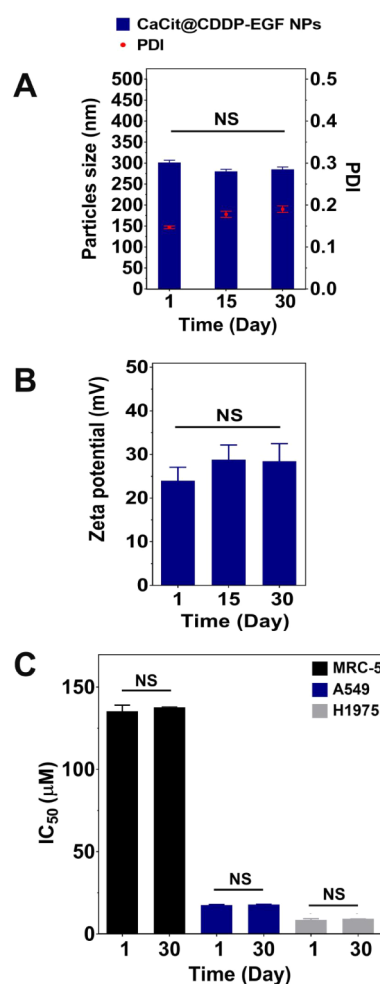 CaCit@CDDP-EGF NPs
PDI
A
Particles size (nm)
500
450
400
350
300
250
200
150
100
50
0
NS
0.5
0.4
0.3
0.2
0.1
0.0
PDI
1 15 30
Time (Day)
B
Zeta potential (mV)
50
40
30
20
10
0
NS
1 15 30
Time (Day)
C
MRC-5
A549
H1975
IC50 (μM)
150
100
50
0
NS
NS
NS
1 30 1 30 1 30
Time (Day)